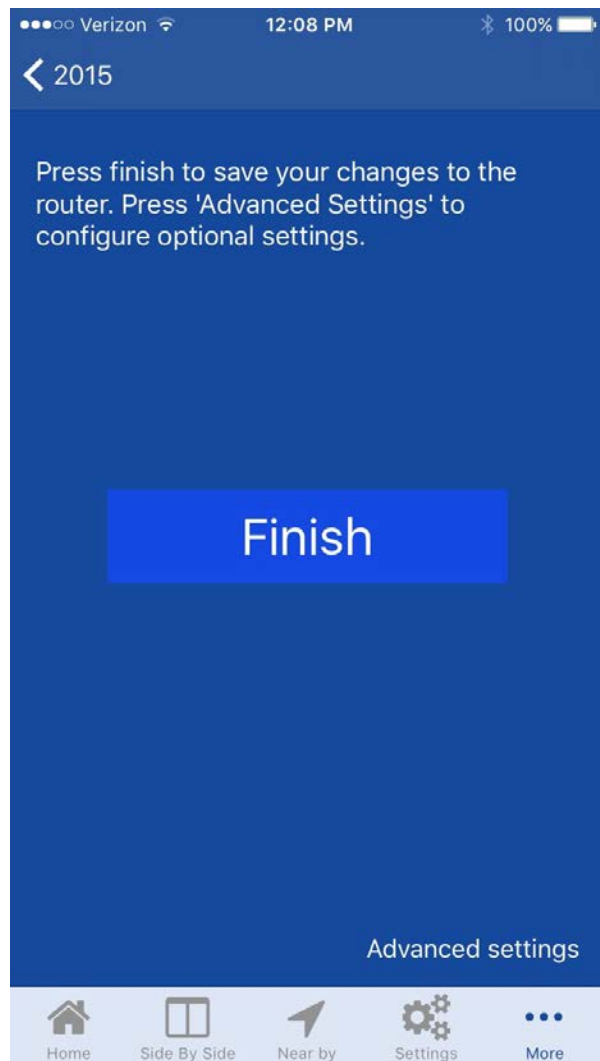 Verizon 12:08 PM 100%
2015
Press finish to save your changes to the
router. Press 'Advanced Settings' to
configure optional settings.
Finish
Advanced settings
Home Side By Side Near by Settings More